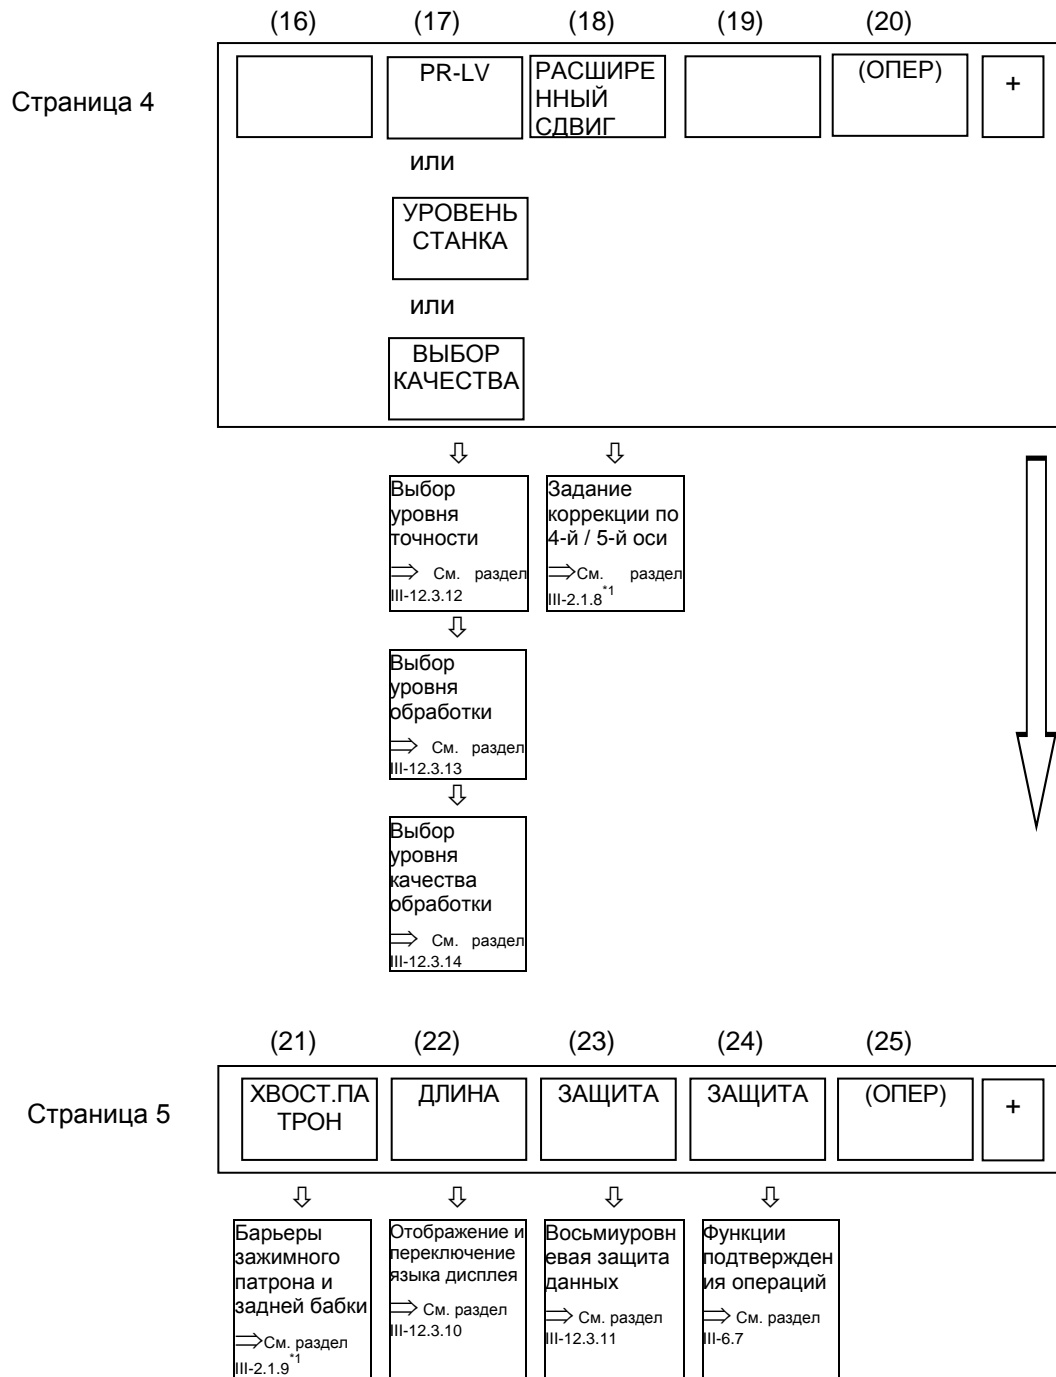 (16) (17) (18) (19) (20)
Страница 4
PR-LV
РАСШИРЕ
ННЫЙ
СДВИГ
(ОПЕР)
+
или
УРОВЕНЬ
СТАНКА
или
ВЫБОР
КАЧЕСТВА
⇩ ⇩
Выбор
уровня
точности
⇒ См. раздел
III-12.3.12
Задание
коррекции по
4-й / 5-й оси
⇒См. раздел
III-2.1.8*1
⇩
Выбор
уровня
обработки
⇒ См. раздел
III-12.3.13
⇩
Выбор
уровня
качества
обработки
⇒ См. раздел
III-12.3.14
(21) (22) (23) (24) (25)
Страница 5
ХВОСТ.ПА
ТРОН
ДЛИНА
ЗАЩИТА
ЗАЩИТА
(ОПЕР)
+
⇩ ⇩ ⇩ ⇩
Барьеры
зажимного
патрона и
задней бабки
⇒См. раздел
III-2.1.9*1
Отображение и
переключение
языка дисплея
⇒ См. раздел
III-12.3.10
Восьмиуровн
евая защита
данных
⇒ См. раздел
III-12.3.11
Функции
подтвержден
ия операций
⇒ См. раздел
III-6.7